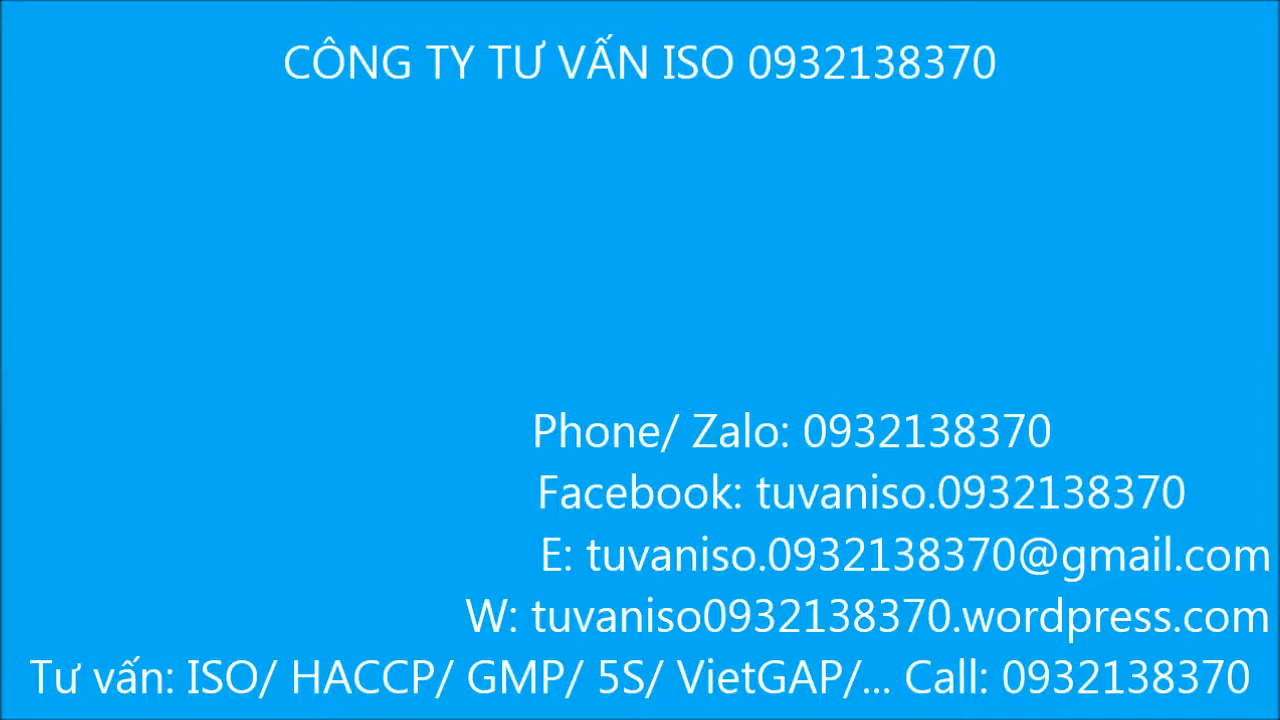 CÔNG TY TƯ VẤN ISO 0932138370
Phone/ Zalo: 0932138370
Facebook: tuvaniso.0932138370
E: tuvaniso.0932138370@gmail.com
W: tuvaniso0932138370.wordpress.com
Tư vấn: ISO/ HACCP/ GMP/ 5S/ VietGAP/... Call: 0932138370